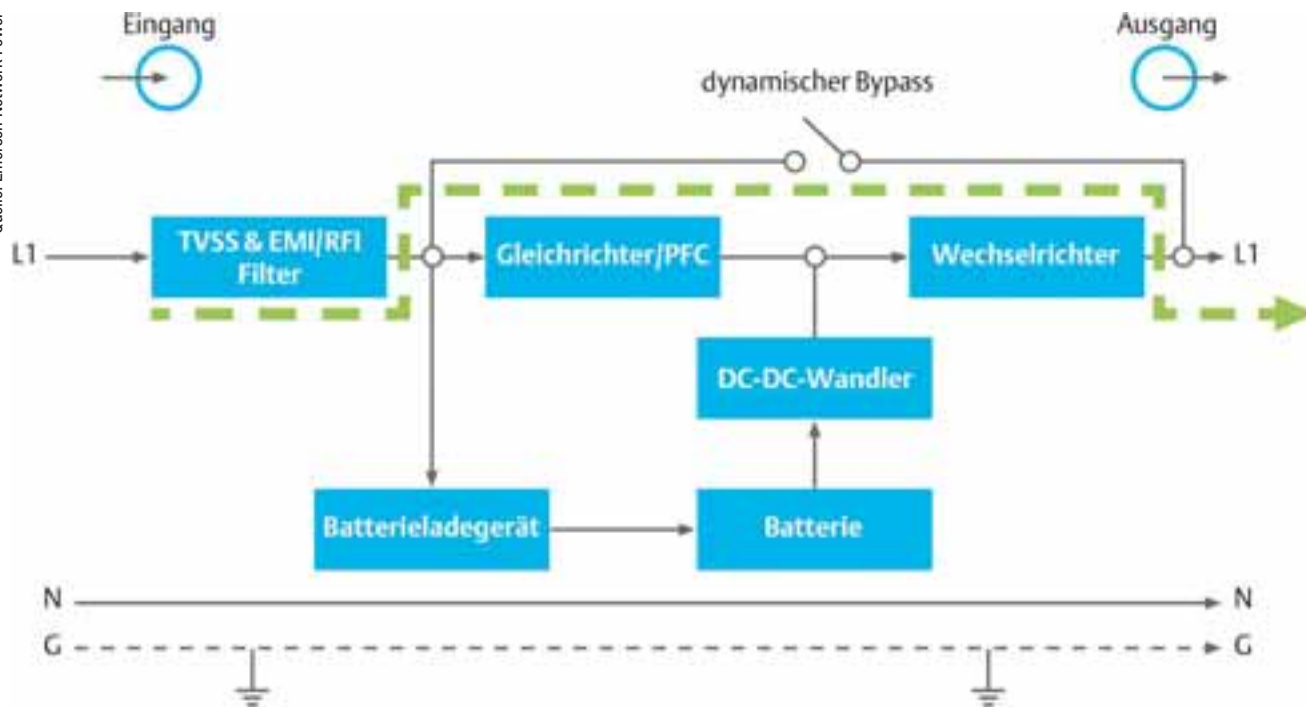 Eingang
Ausgang
dynamischer Bypass
L1
TVSS & EMI/RFI
Filter
Gleichrichter/PFC
Wechselrichter
L1
DC-DC-Wandler
Batterieladegerät
Batterie
N
N
G
G